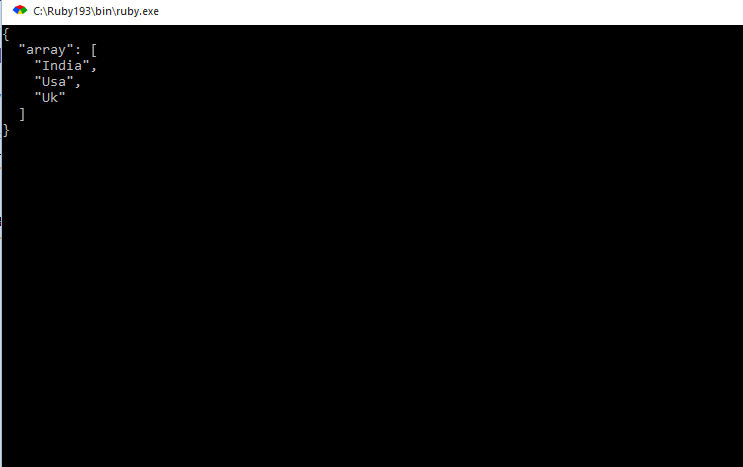 C:\Ruby193\bin\ruby.exe
{
  "array": [
    "India",
    "Usa",
    "Uk"
  ]
}